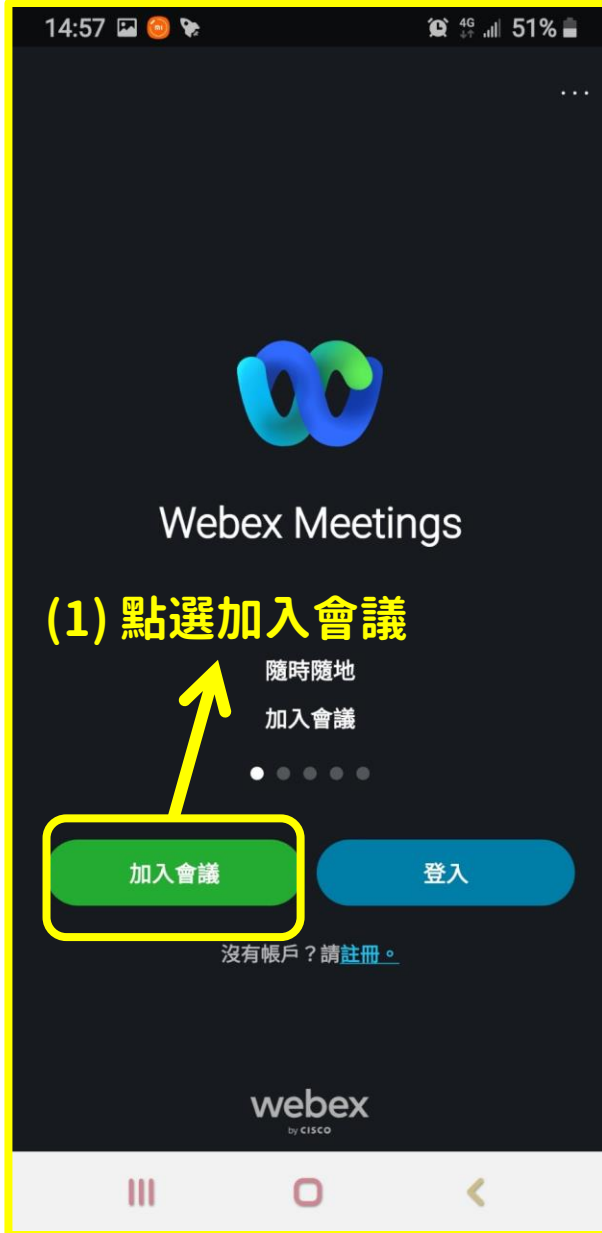 14:57 4G 51%
...
Webex Meetings
(1) 點選加入會議
隨時隨地
加入會議
加入會議 登入
沒有帳戶？請註冊。
webex
by CISCO